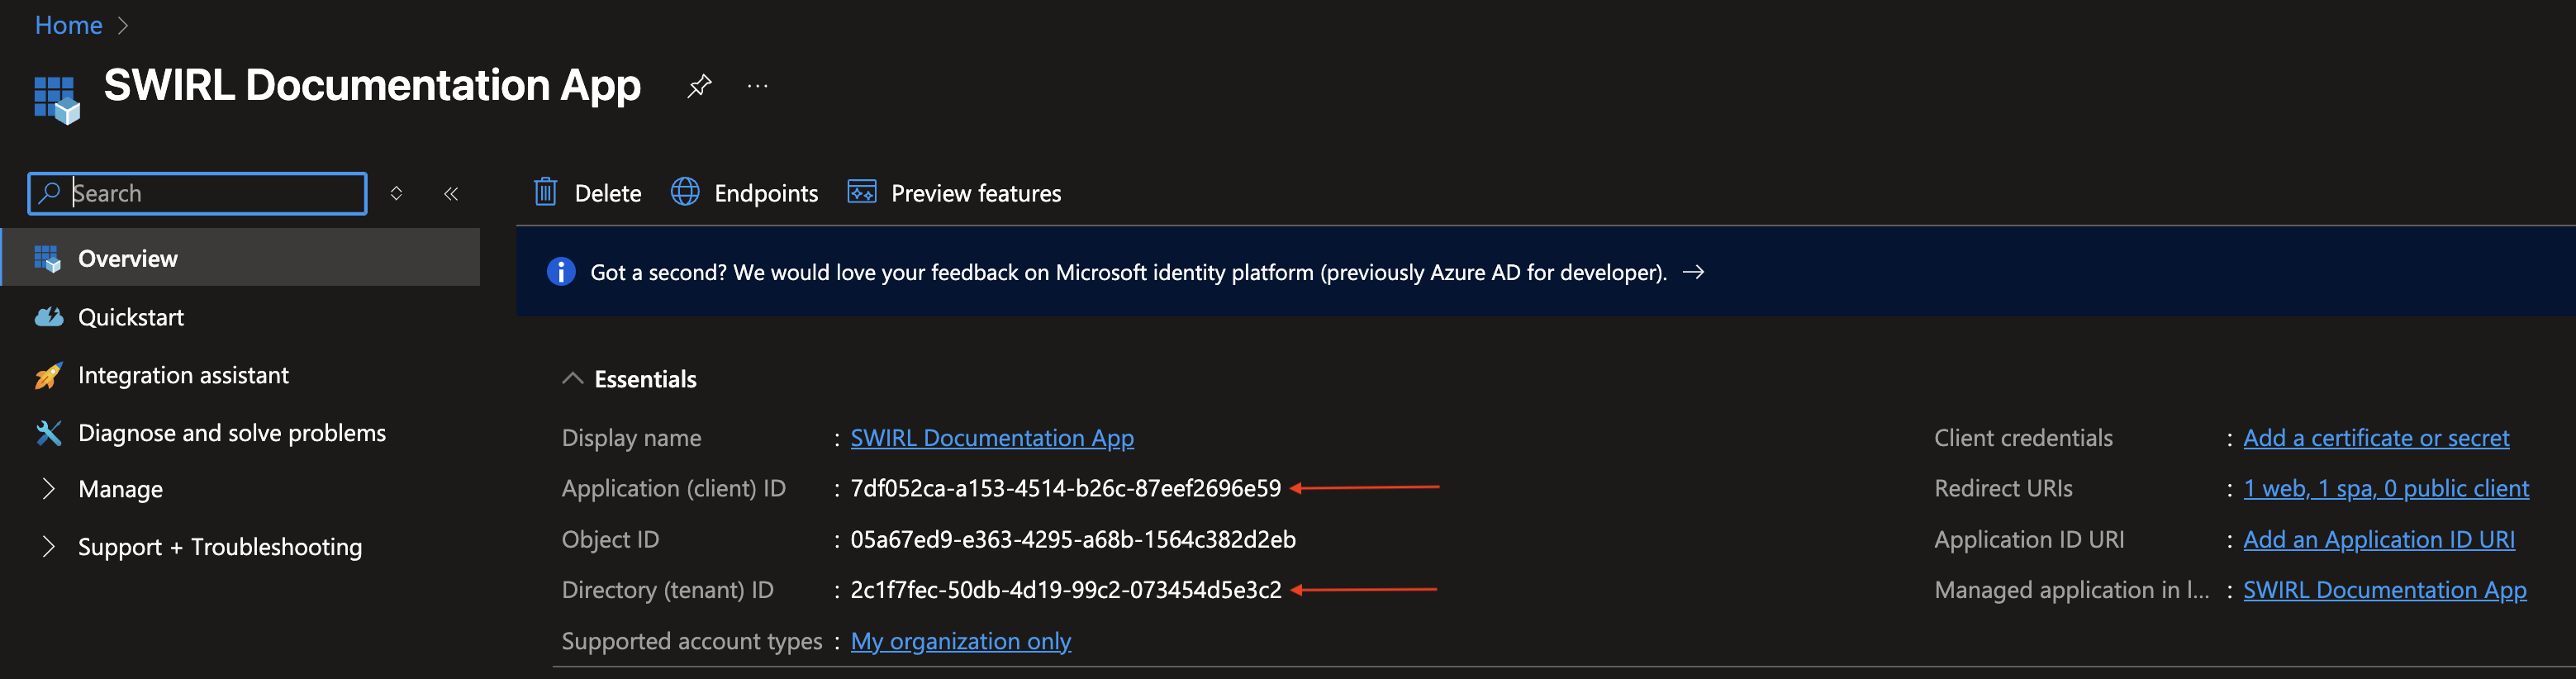 Home
SWIRL Documentation App
Search
Overview
Quickstart
Integration assistant
Diagnose and solve problems
Manage
Support + Troubleshooting
Delete Endpoints Preview features
Got a second? We would love your feedback on Microsoft identity platform (previously Azure AD for developer).
Essentials
Display name : SWIRL Documentation App
Application (client) ID : 7df052ca-a153-4514-b26c-87eef2696e59
Object ID : 05a67ed9-e363-4295-a68b-1564c382d2eb
Directory (tenant) ID : 2c1f7fec-50db-4d19-99c2-073454d5e3c2
Supported account types : My organization only
Client credentials : Add a certificate or secret
Redirect URIs : 1 web, 1 spa, 0 public client
Application ID URI : Add an Application ID URI
Managed application in l... : SWIRL Documentation App